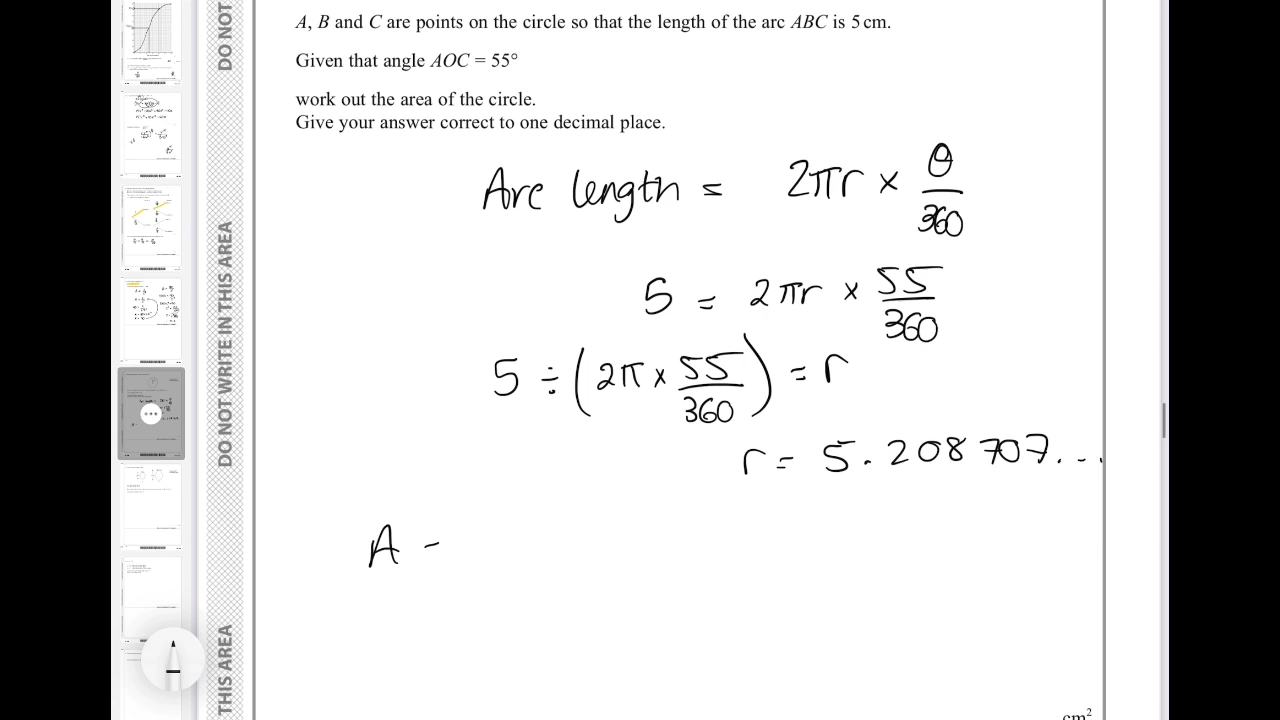 A, B and C are points on the circle so that the length of the arc ABC is 5 cm.
Given that angle AOC = 55°
work out the area of the circle.
Give your answer correct to one decimal place.
Arc length = 2πr × θ/360
5 = 2πr × 55/360
5 ÷ (2π × 55/360) = r
r = 5.208707...
A -
cm²
DO NOT
DO NOT WRITE IN THIS AREA
THIS AREA